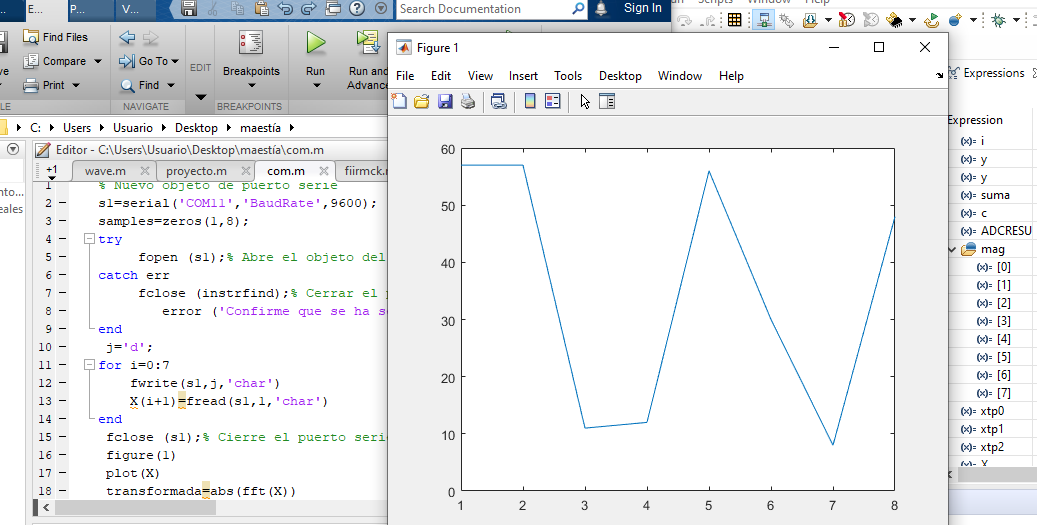 E...
P...
V...
Search Documentation
Sign In
Scripts
Window
Help
Find Files
Compare
Print
Go To
Find
NAVIGATE
EDIT
Breakpoints
BREAKPOINTS
Run
Run and
Advance
C: Users Usuario Desktop maestía
Editor - C:\Users\Usuario\Desktop\maestía\com.m
+1 wave.m proyecto.m com.m fiirmck.
1 % Nuevo objeto de puerto serie
2 s1=serial('COM11','BaudRate',9600);
3 samples=zeros(1,8);
4 try
5 fopen (s1);% Abre el objeto del
6 catch err
7 fclose (instrfind);% Cerrar el
8 error ('Confirme que se ha s
9 end
10 j='d';
11 for i=0:7
12 fwrite(s1,j,'char')
13 X(i+1)=fread(s1,1,'char')
14 end
15 fclose (s1);% Cierre el puerto seri
16 figure(1)
17 plot(X)
18 transformada=abs(fft(X))
Figure 1
File Edit View Insert Tools Desktop Window Help
60
50
40
30
20
10
0
1 2 3 4 5 6 7 8
Expressions
Expression
(x)= i
(x)= y
(x)= y
(x)= suma
(x)= c
(x)= ADCRESU
mag
(x)= [0]
(x)= [1]
(x)= [2]
(x)= [3]
(x)= [4]
(x)= [5]
(x)= [6]
(x)= [7]
(x)= xtp0
(x)= xtp1
(x)= xtp2
(x)= X